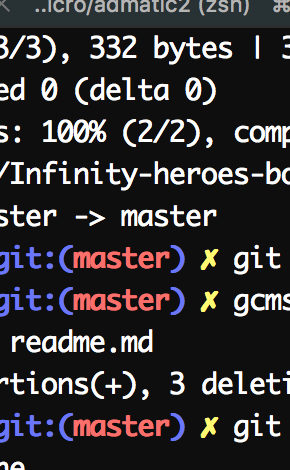 ..icro/admatic2 (zsh)
3/3), 332 bytes |
ed 0 (delta 0)
s: 100% (2/2), comp
/Infinity-heroes-bo
ster -> master
git:(master) ✗ git
git:(master) ✗ gcms
readme.md
rtions(+), 3 deleti
git:(master) ✗ git